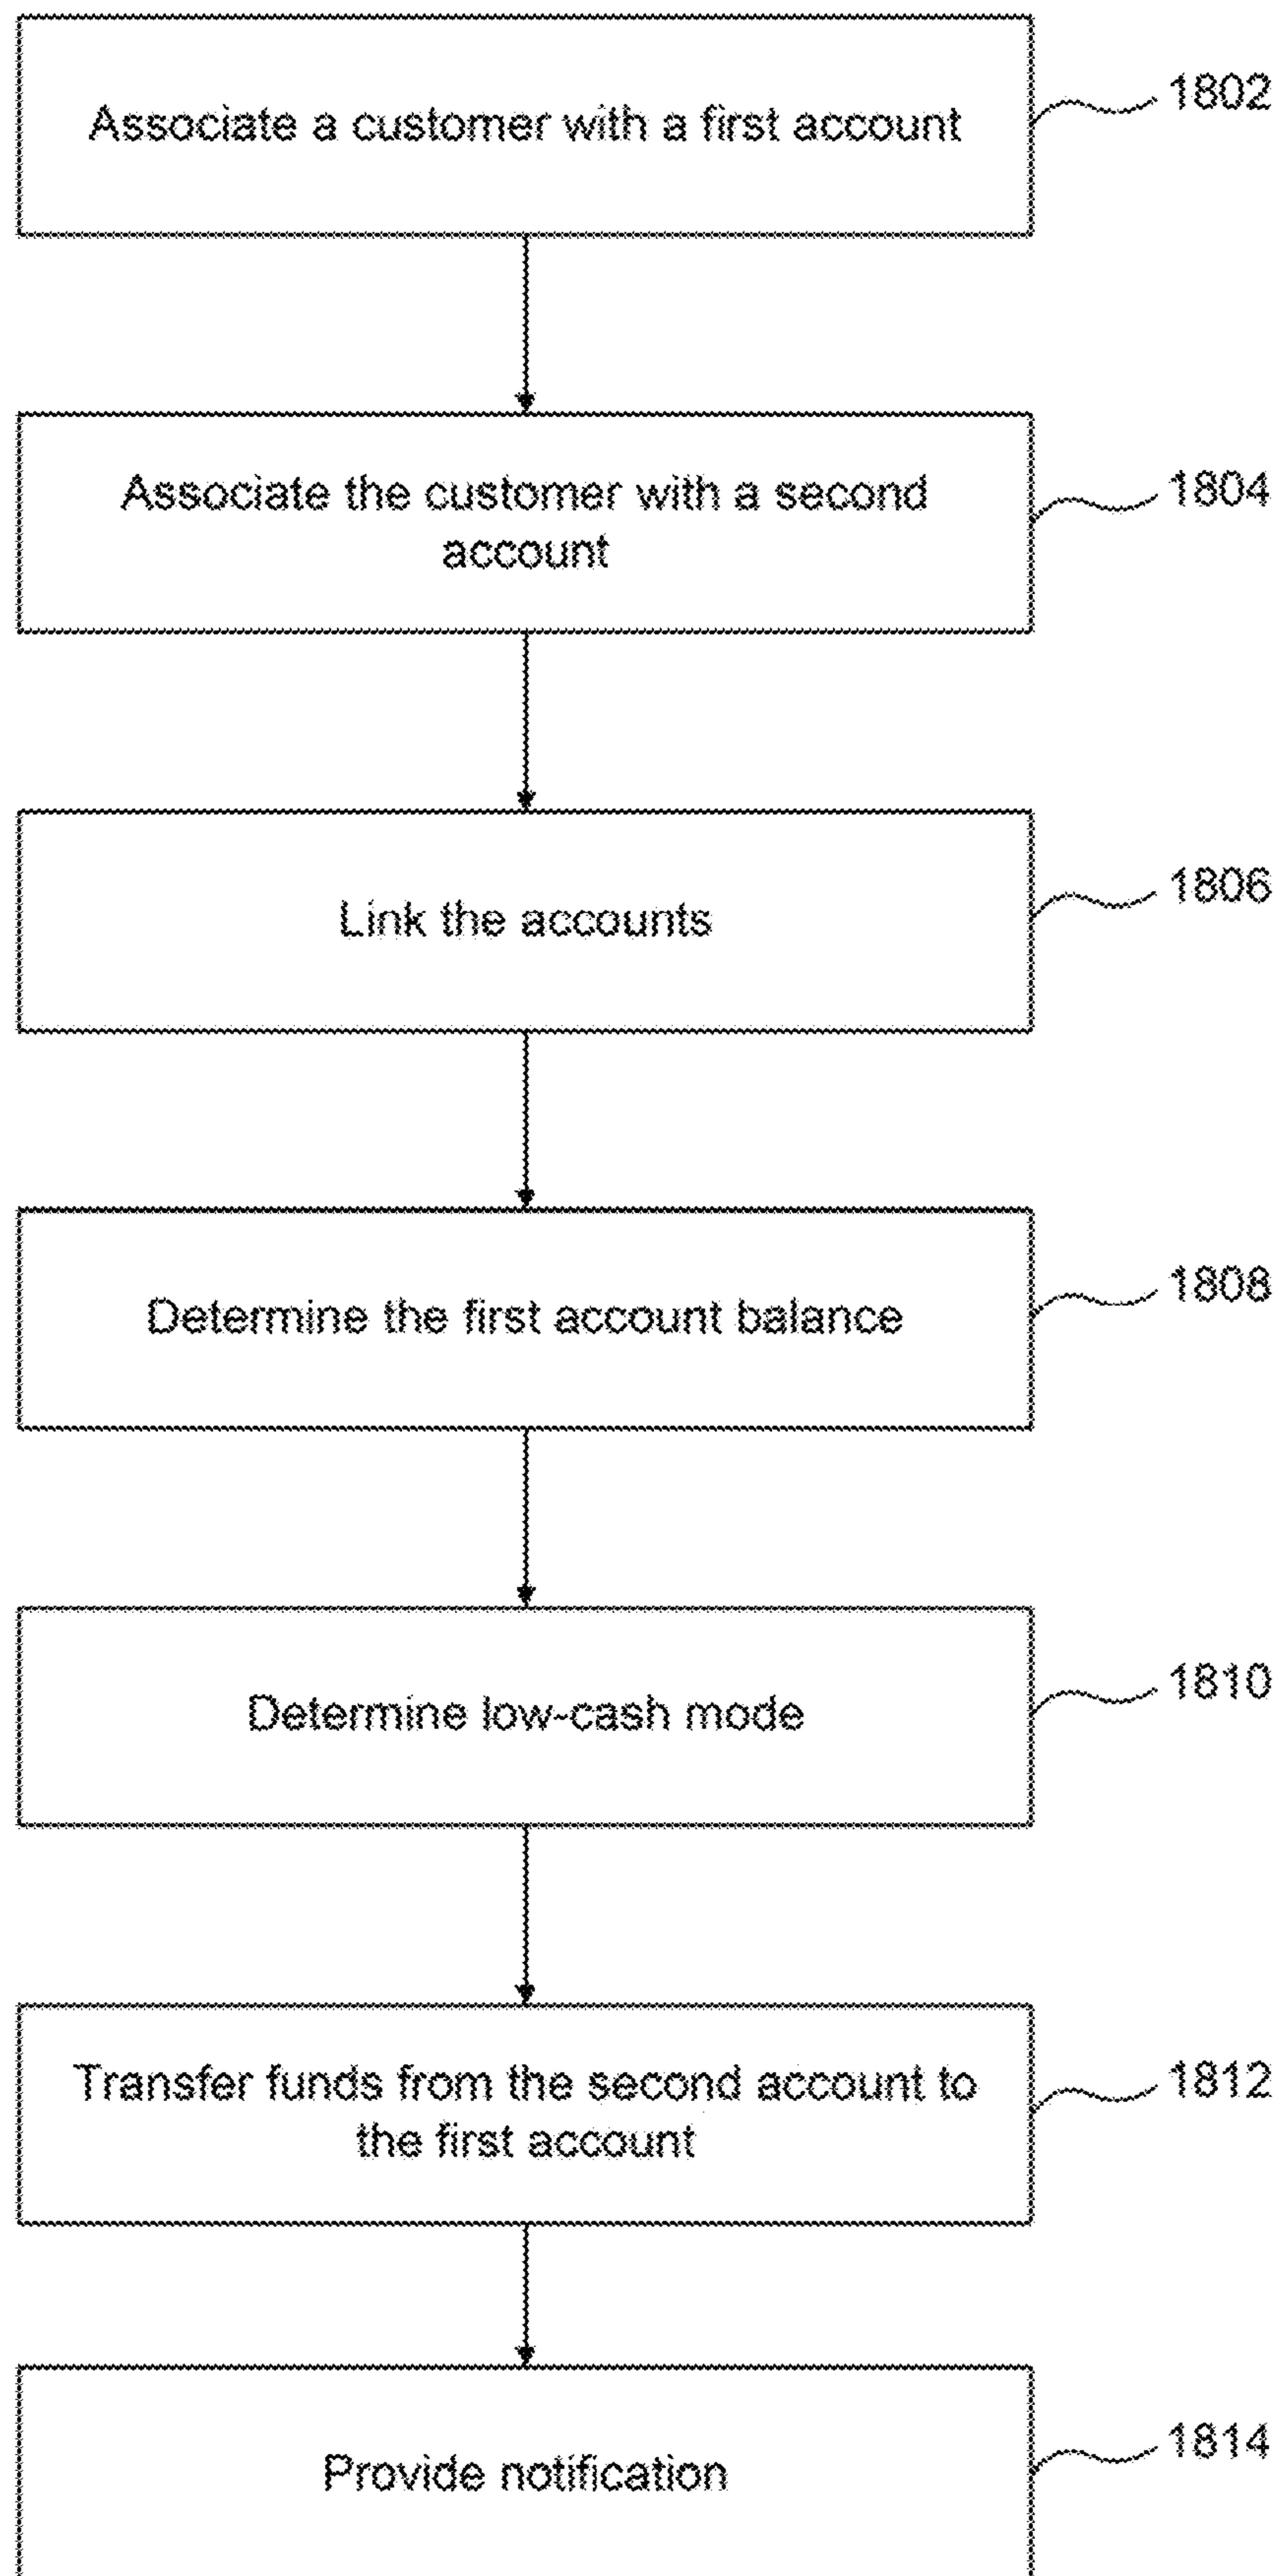 Associate a customer with a first account
1802
Associate the customer with a second
account
1804
Link the accounts
1806
Determine the first account balance
1808
Determine low-cash mode
1810
Transfer funds from the second account to
the first account
1812
Provide notification
1814